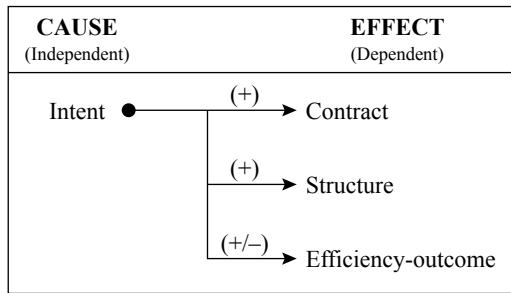 CAUSE EFFECT
(Independent) (Dependent)
(+)
Intent Contract
(+)
Structure
(+/–)
Efficiency-outcome